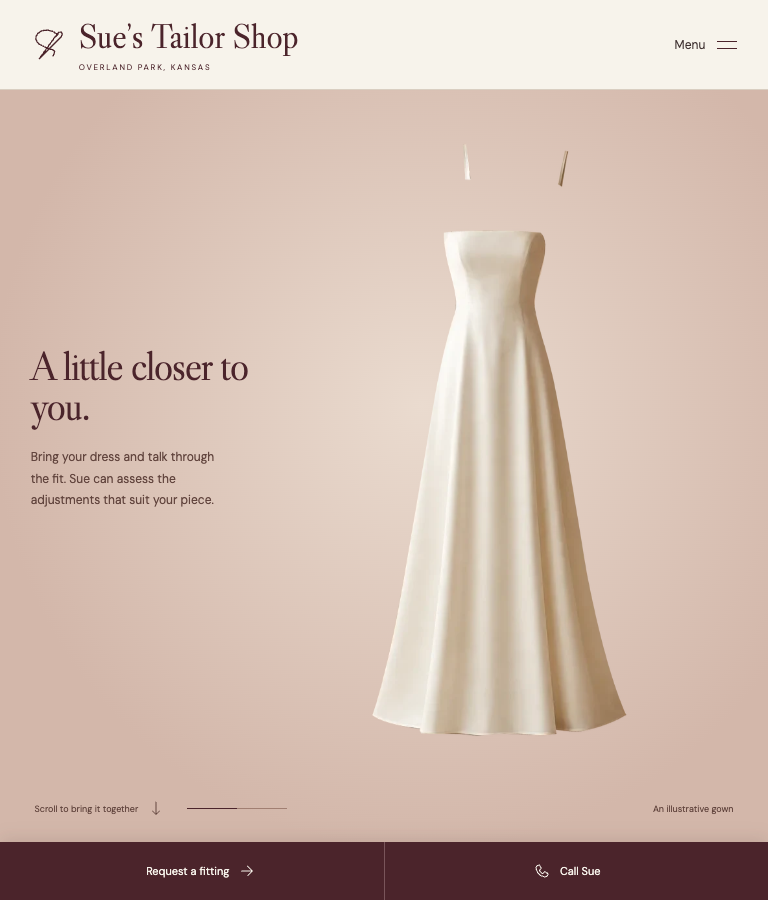 Sue's Tailor Shop
OVERLAND PARK, KANSAS
Menu
A little closer to
you.
Bring your dress and talk through
the fit. Sue can assess the
adjustments that suit your piece.
Scroll to bring it together
An illustrative gown
Request a fitting
Call Sue